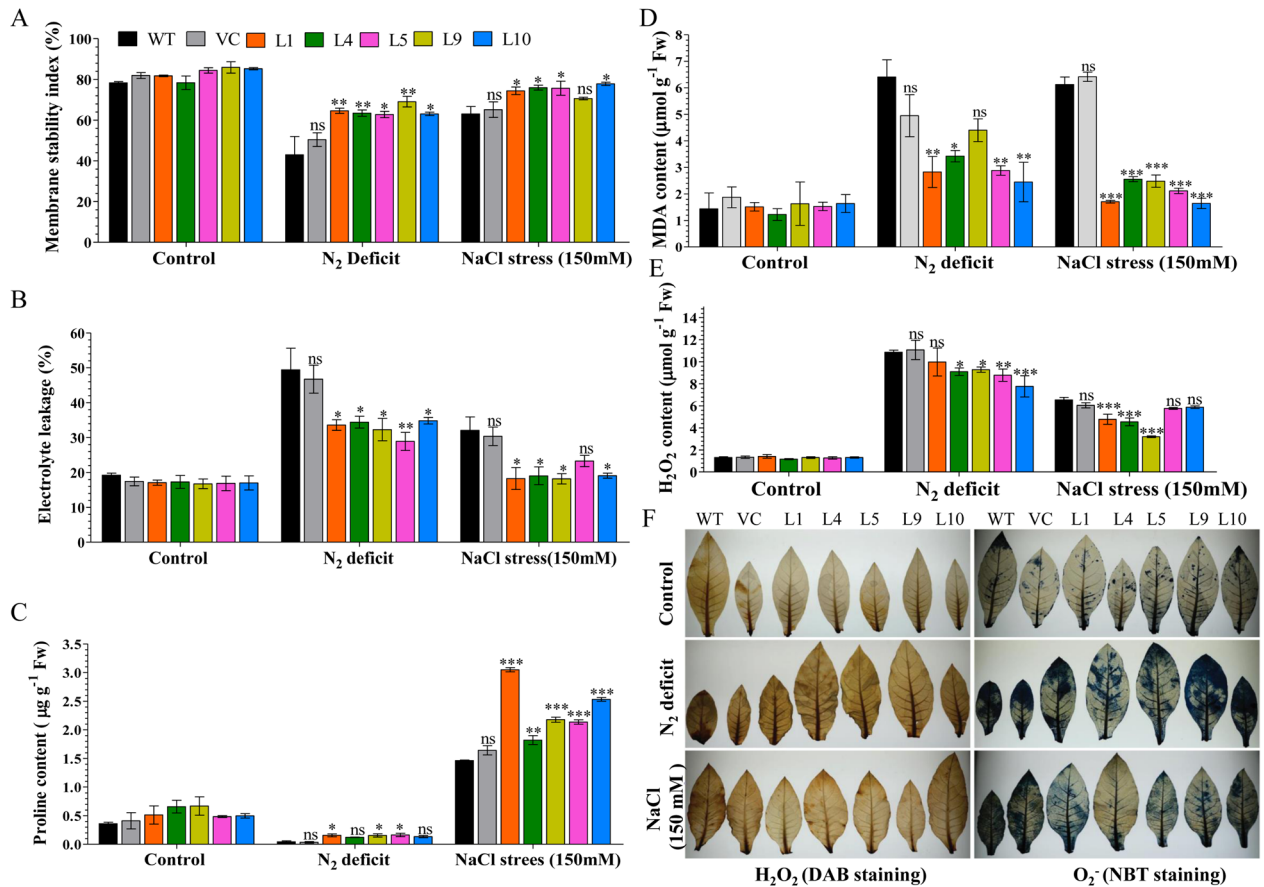 A
WT VC L1 L4 L5 L9 L10
Membrane stability index (%)
100
80
60
40
20
0
ns ** ** * ** *
ns * * * ns *
Control N₂ Deficit NaCl stress (150mM)
B
Electrolyte leakage (%)
60
50
40
30
20
10
0
ns * * * ** *
ns * * * ns *
Control N₂ deficit NaCl stress(150mM)
C
Proline content ( µg g⁻¹ Fw)
3.5
3.0
2.5
2.0
1.5
1.0
0.5
0.0
ns * ns * * ns
ns *** ** *** *** ***
Control N₂ deficit NaCl strees (150mM)
D
MDA content (µmol g⁻¹ Fw)
8
7
6
5
4
3
2
1
0
ns ** * ns ** **
ns *** *** *** *** ***
Control N₂ deficit NaCl stress (150mM)
E
H₂O₂ content (µmol g⁻¹ Fw)
14
12
10
8
6
4
2
0
ns ns * * ** ***
ns *** *** *** ns ns
Control N₂ deficit NaCl stress (150mM)
F
WT VC L1 L4 L5 L9 L10 WT VC L1 L4 L5 L9 L10
Control
N₂ deficit
NaCl
(150 mM)
H₂O₂ (DAB staining) O₂⁻ (NBT staining)